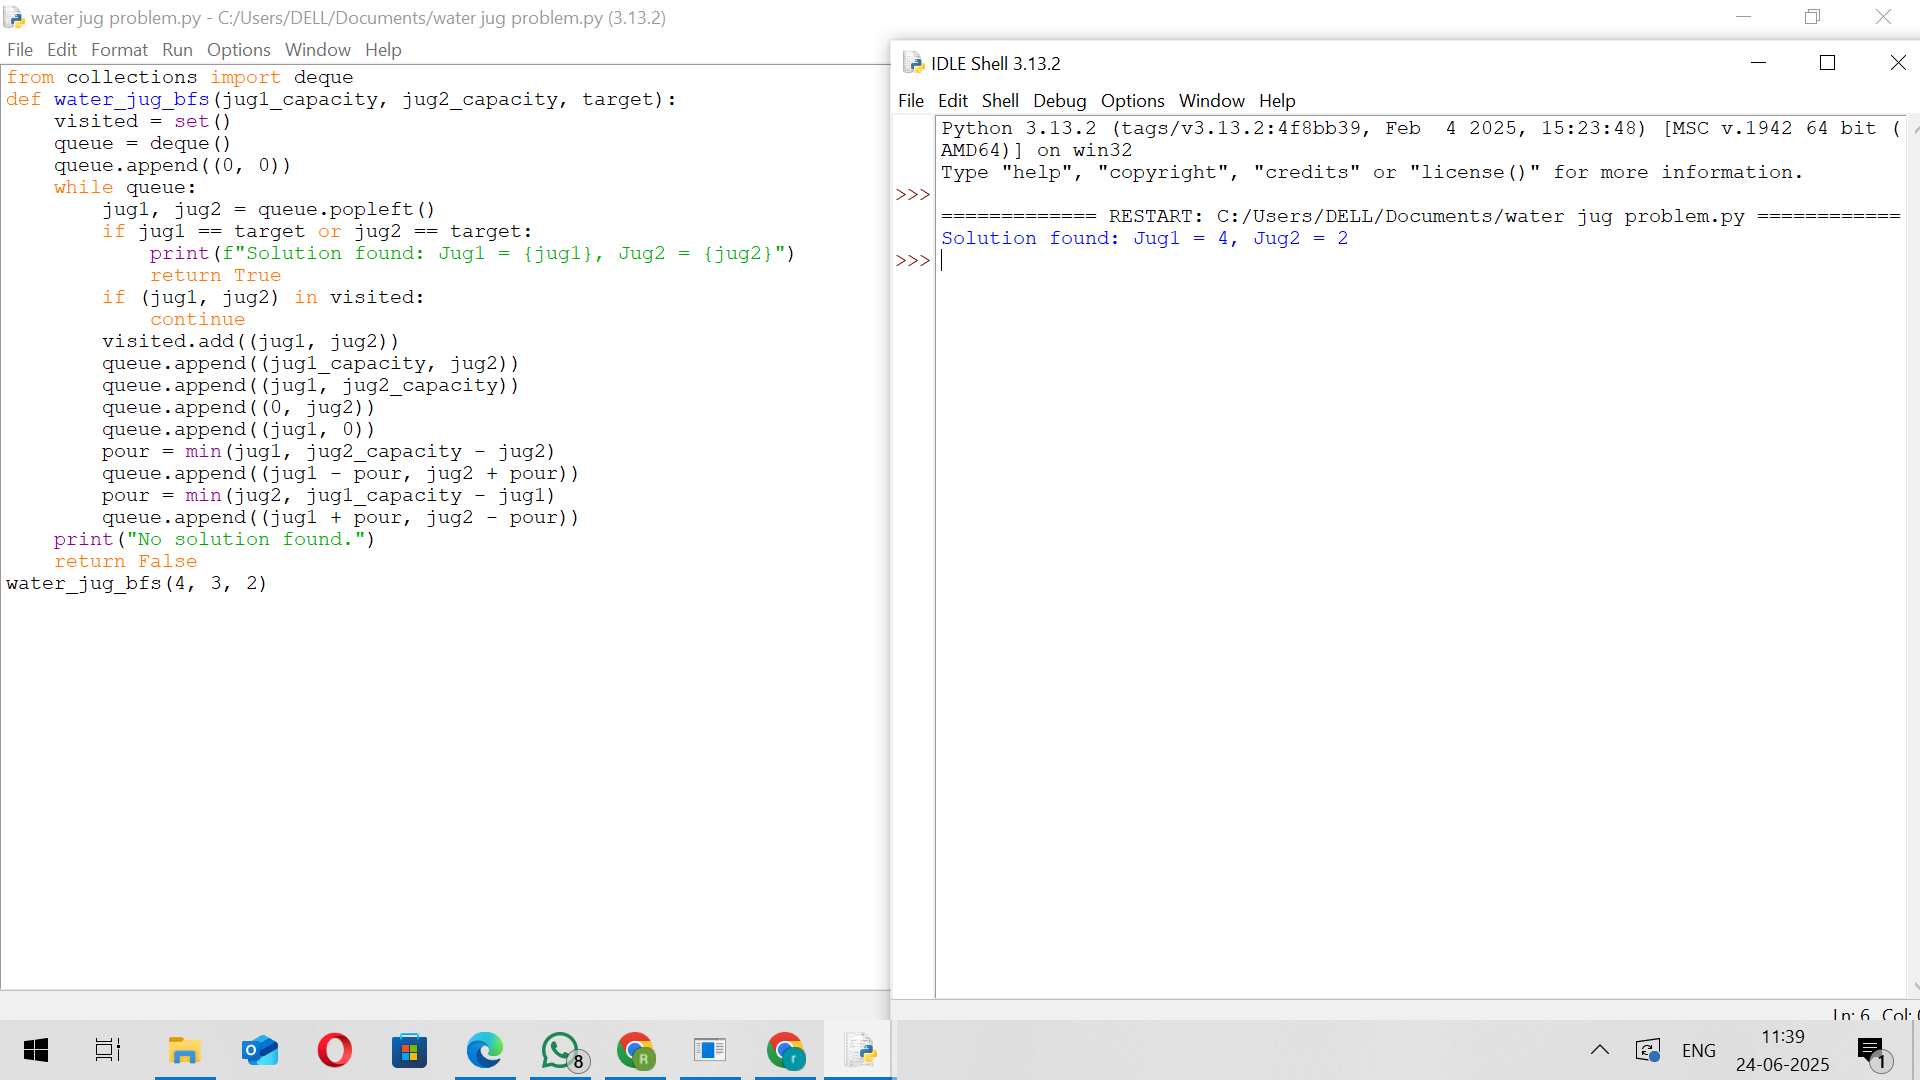 water jug problem.py - C:/Users/DELL/Documents/water jug problem.py (3.13.2)
File Edit Format Run Options Window Help
from collections import deque
def water_jug_bfs(jug1_capacity, jug2_capacity, target):
    visited = set()
    queue = deque()
    queue.append((0, 0))
    while queue:
        jug1, jug2 = queue.popleft()
        if jug1 == target or jug2 == target:
            print(f"Solution found: Jug1 = {jug1}, Jug2 = {jug2}")
            return True
        if (jug1, jug2) in visited:
            continue
        visited.add((jug1, jug2))
        queue.append((jug1_capacity, jug2))
        queue.append((jug1, jug2_capacity))
        queue.append((0, jug2))
        queue.append((jug1, 0))
        pour = min(jug1, jug2_capacity - jug2)
        queue.append((jug1 - pour, jug2 + pour))
        pour = min(jug2, jug1_capacity - jug1)
        queue.append((jug1 + pour, jug2 - pour))
    print("No solution found.")
    return False
water_jug_bfs(4, 3, 2)
IDLE Shell 3.13.2
File Edit Shell Debug Options Window Help
Python 3.13.2 (tags/v3.13.2:4f8bb39, Feb  4 2025, 15:23:48) [MSC v.1942 64 bit (
AMD64)] on win32
Type "help", "copyright", "credits" or "license()" for more information.
>>>
============= RESTART: C:/Users/DELL/Documents/water jug problem.py ============
Solution found: Jug1 = 4, Jug2 = 2
>>>
Ln: 6 Col:
8
R
r
ENG
11:39
24-06-2025
1